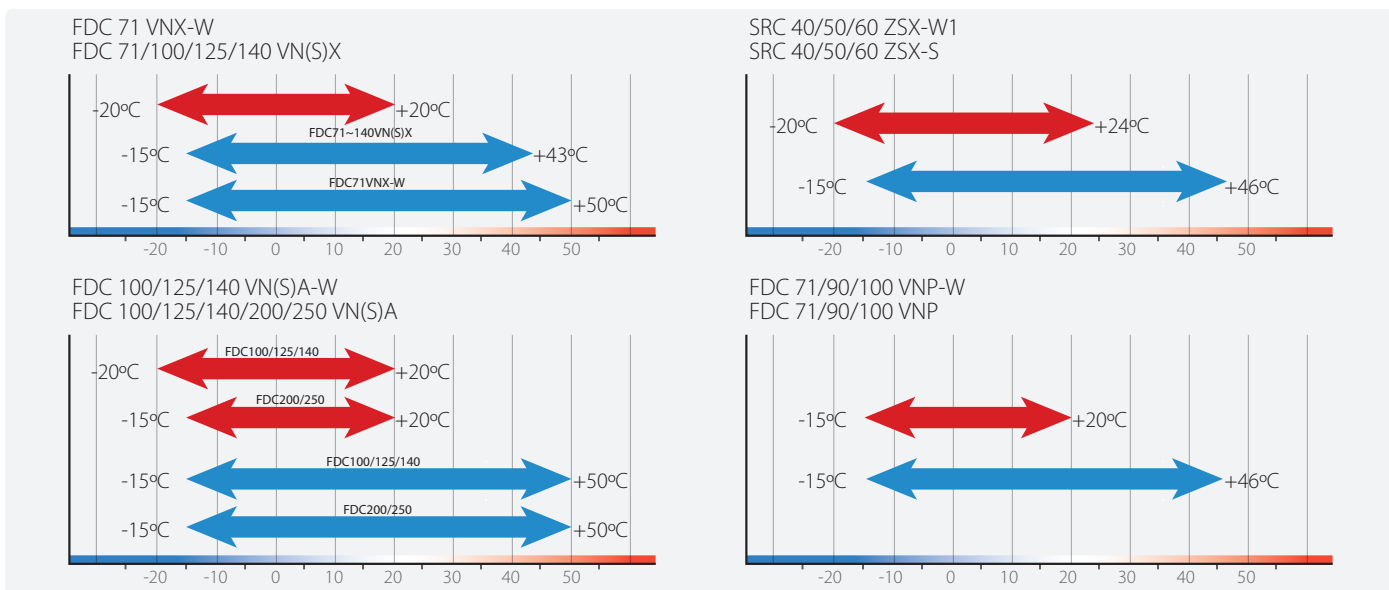 FDC 71 VNX-W
FDC 71/100/125/140 VN(S)X
-20ºC
+20ºC
FDC71~140VN(S)X
-15ºC
+43ºC
FDC71VNX-W
-15ºC
+50ºC
-20 -10 0 10 20 30 40 50
SRC 40/50/60 ZSX-W1
SRC 40/50/60 ZSX-S
-20ºC
+24ºC
-15ºC
+46ºC
-20 -10 0 10 20 30 40 50
FDC 100/125/140 VN(S)A-W
FDC 100/125/140/200/250 VN(S)A
FDC100/125/140
-20ºC
+20ºC
FDC200/250
-15ºC
+20ºC
FDC100/125/140
-15ºC
+50ºC
FDC200/250
-15ºC
+50ºC
-20 -10 0 10 20 30 40 50
FDC 71/90/100 VNP-W
FDC 71/90/100 VNP
-15ºC
+20ºC
-15ºC
+46ºC
-20 -10 0 10 20 30 40 50